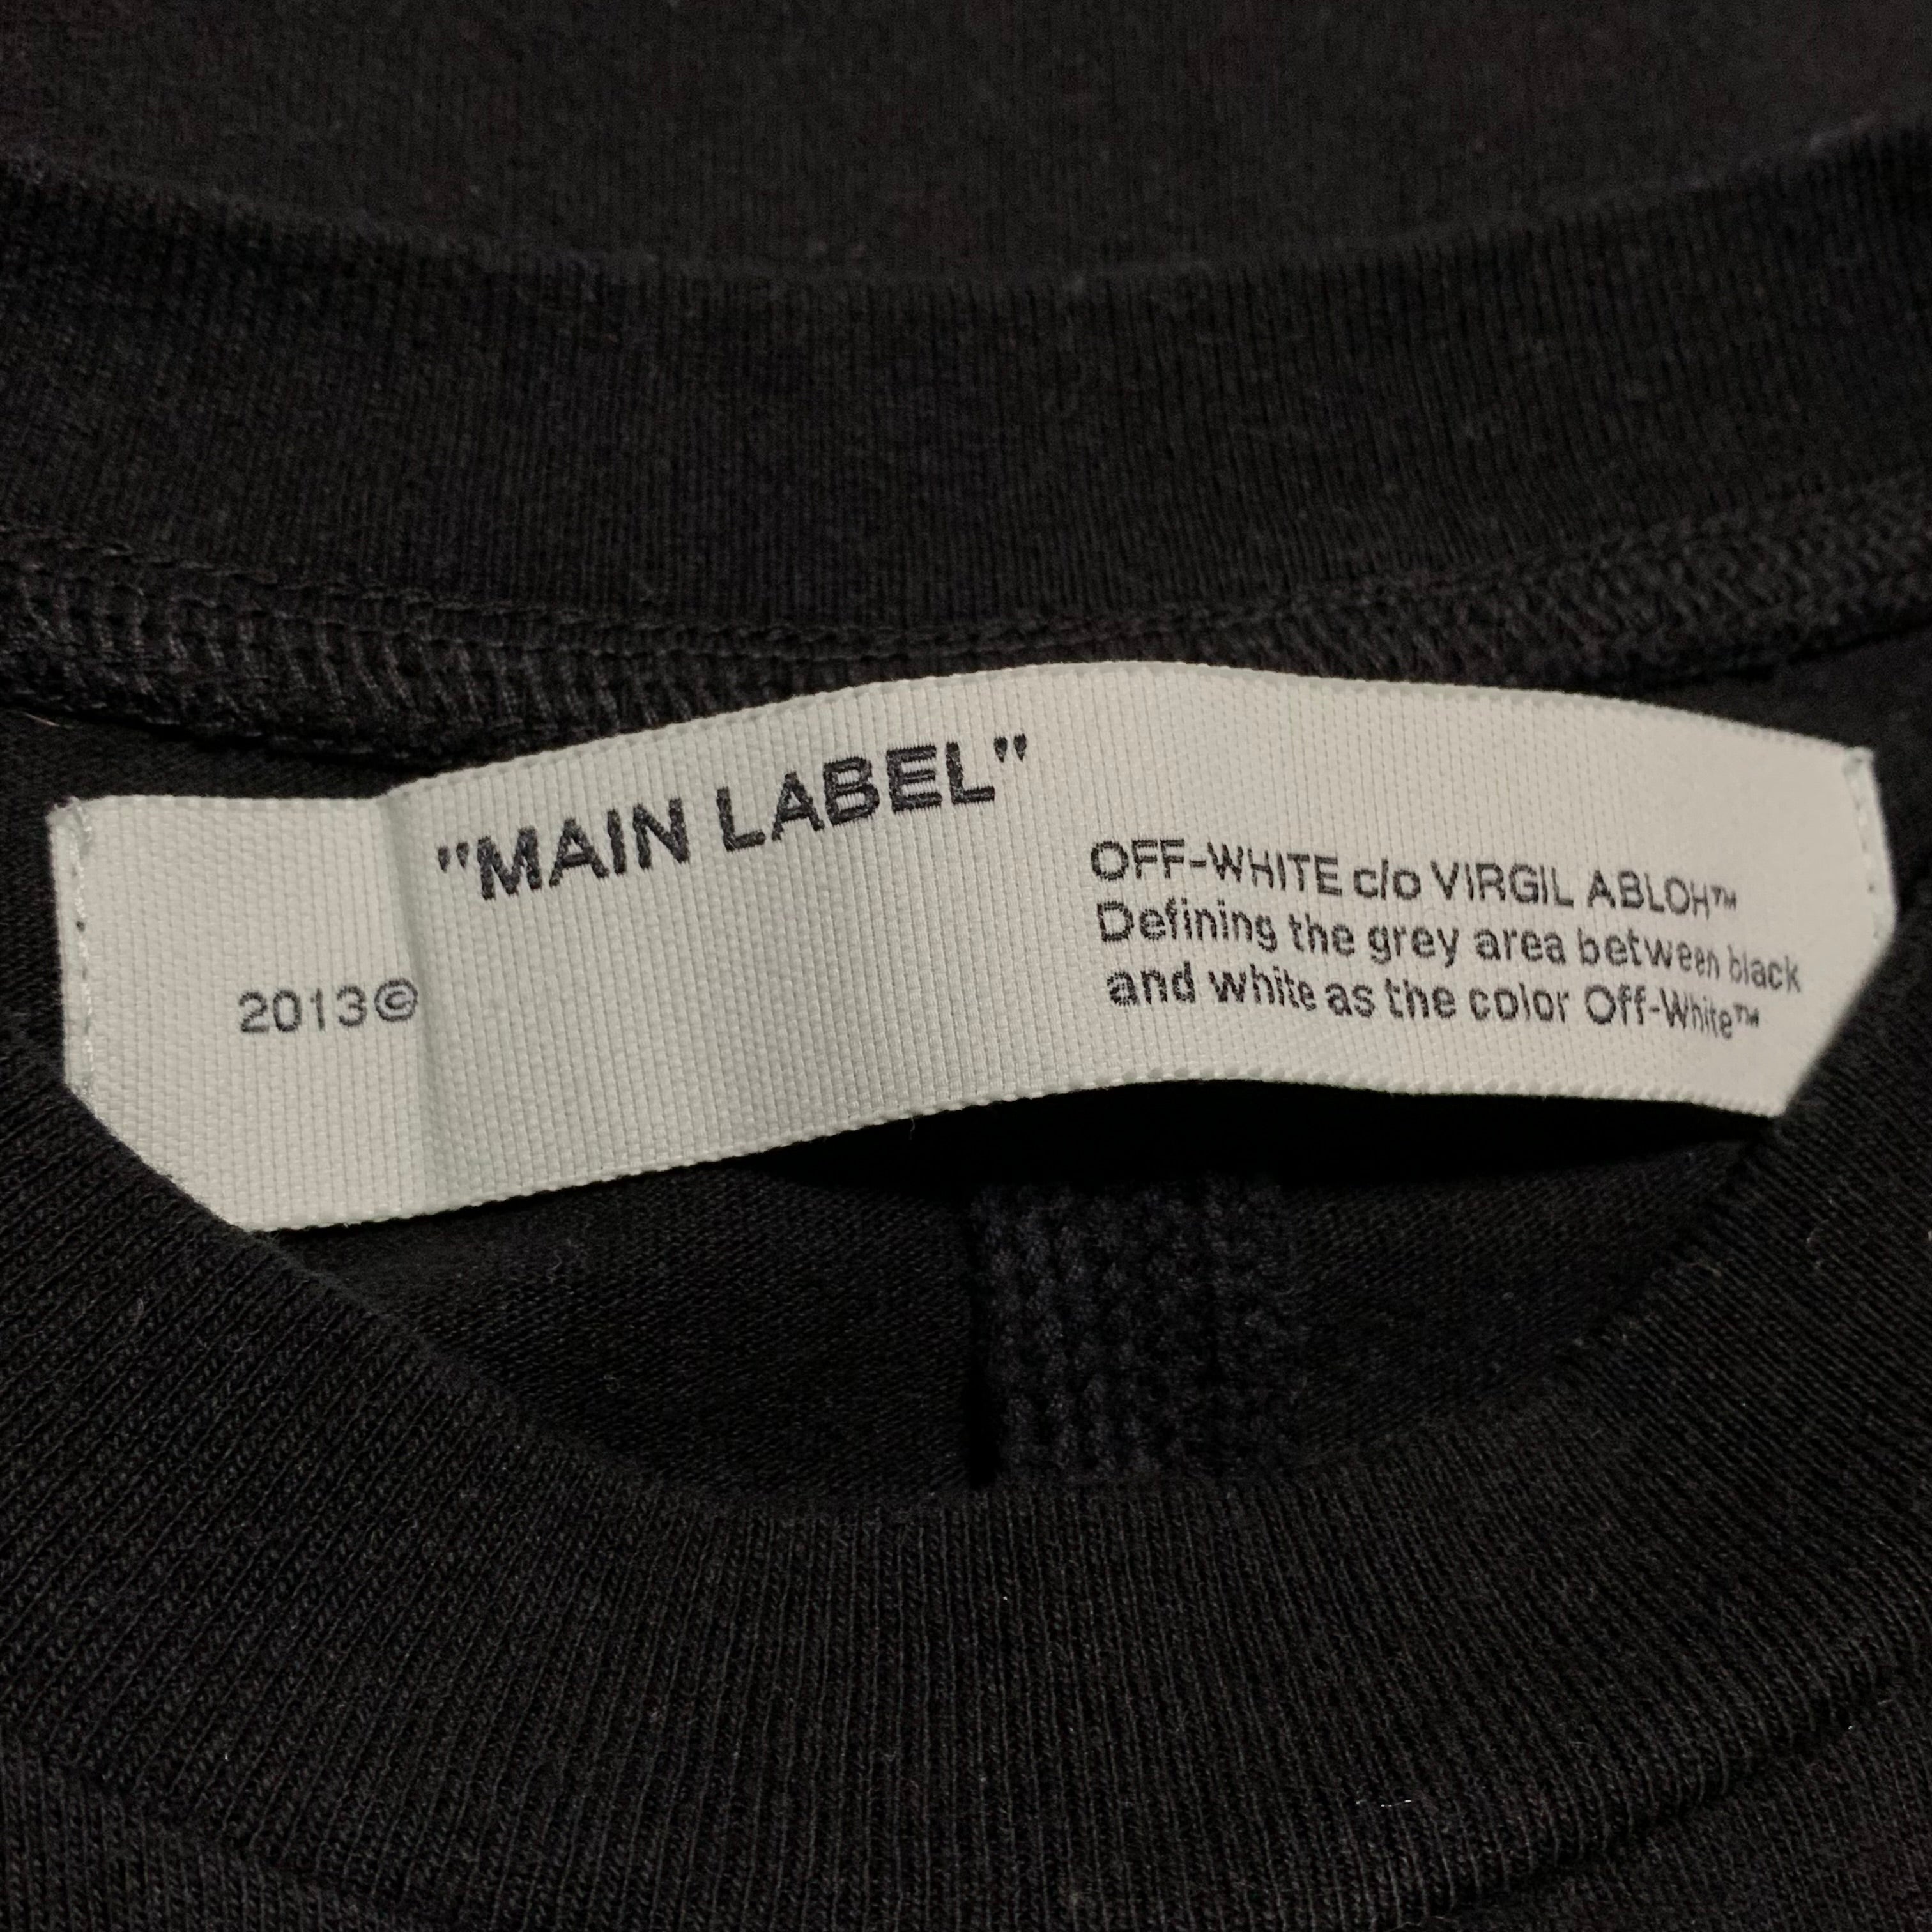 "MAIN LABEL"
OFF-WHITE c/o VIRGIL ABLOH™
Defining the grey area between black
and white as the color Off-White™
2013©